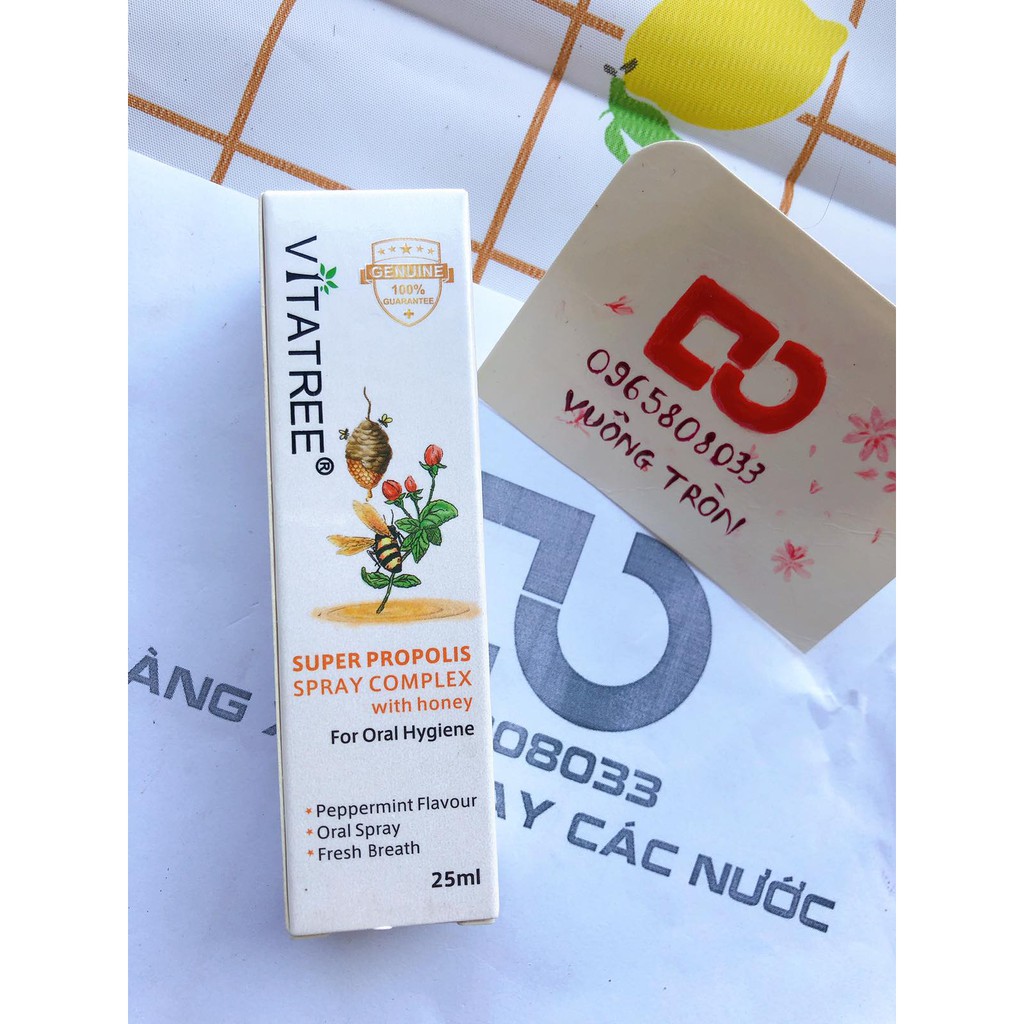 VITATREE®
GENUINE
100%
GUARANTEE
SUPER PROPOLIS
SPRAY COMPLEX
with honey
For Oral Hygiene
* Peppermint Flavour
* Oral Spray
* Fresh Breath
25ml
0965808033
VUÔNG TRÒN
ÀNG
08033
AY CÁC NƯỚC